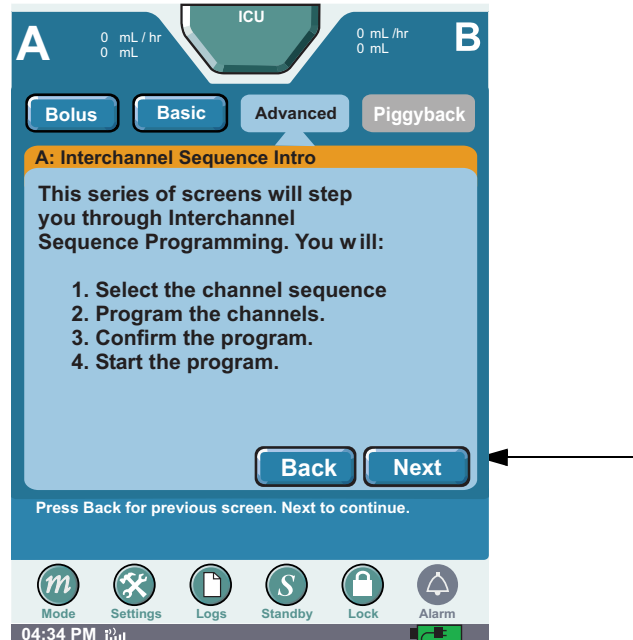 ICU
A
0 mL / hr
0 mL
0 mL /hr
0 mL
B
Bolus
Basic
Advanced
Piggyback
A: Interchannel Sequence Intro
This series of screens will step
you through Interchannel
Sequence Programming. You will:
1. Select the channel sequence
2. Program the channels.
3. Confirm the program.
4. Start the program.
Back
Next
Press Back for previous screen. Next to continue.
m
S
Mode
Settings
Logs
Standby
Lock
Alarm
04:34 PM